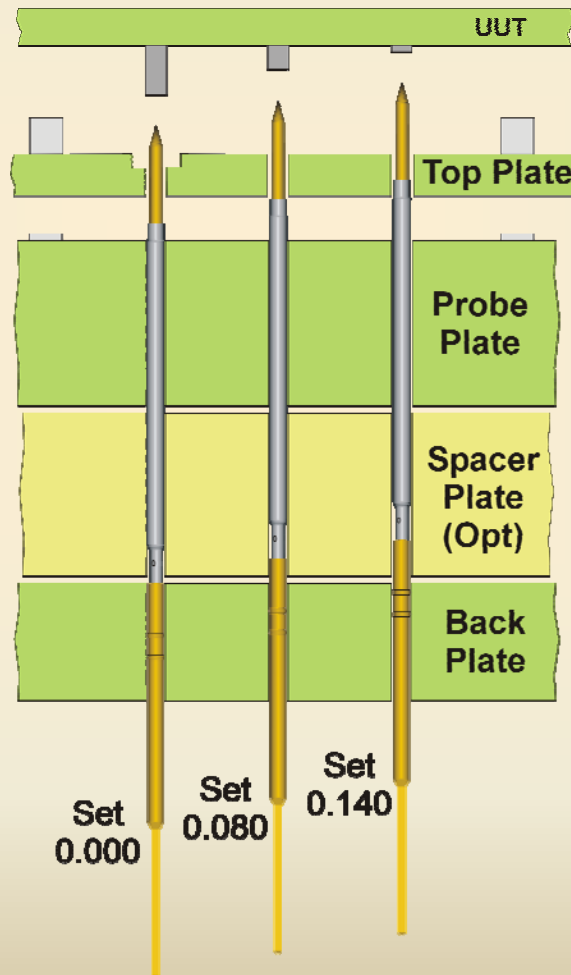 UUT
Top Plate
Probe
Plate
Spacer
Plate
(Opt)
Back
Plate
Set
0.000
Set
0.080
Set
0.140